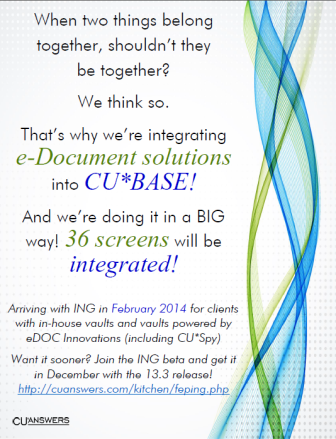 When two things belong
together, shouldn't they
be together?
We think so.
That's why we're integrating
e-Document solutions
into CU*BASE!
And we're doing it in a BIG
way! 36 screens will be
integrated!
Arriving with ING in February 2014 for clients
with in-house vaults and vaults powered by
eDOC Innovations (including CU*Spy)
Want it sooner? Join the ING beta and get it
in December with the 13.3 release!
http://cuanswers.com/kitchen/feping.php
CU*ANSWERS